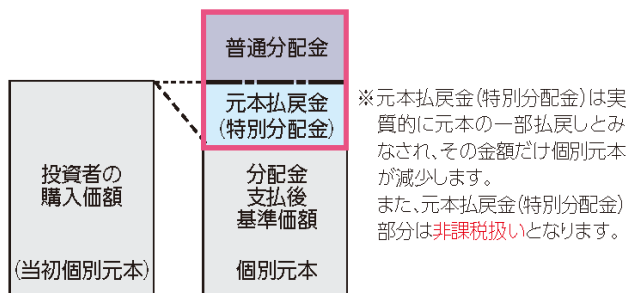 普通分配金
元本払戻金
(特別分配金)
投資者の
購入価額
(当初個別元本)
分配金
支払後
基準価額
個別元本
※元本払戻金(特別分配金)は実
質的に元本の一部払戻しとみ
なされ、その金額だけ個別元本
が減少します。
また、元本払戻金(特別分配金)
部分は非課税扱いとなります。